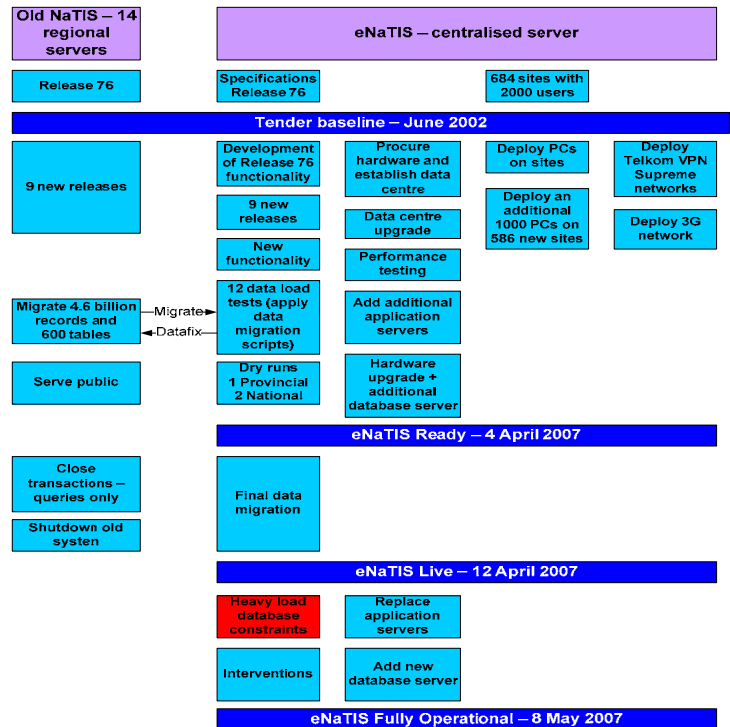 Old NaTIS – 14
regional
servers
eNaTIS – centralised server
Release 76
Specifications
Release 76
684 sites with
2000 users
Tender baseline – June 2002
9 new releases
Development
of Release 76
functionality
Procure
hardware and
establish data
centre
Deploy PCs
on sites
Deploy
Telkom VPN
Supreme
networks
9 new
releases
Data centre
upgrade
Deploy an
additional
1000 PCs on
586 new sites
Deploy 3G
network
New
functionality
Performance
testing
Migrate 4.6 billion
records and
600 tables
Migrate
Datafix
12 data load
tests (apply
data
migration
scripts)
Add additional
application
servers
Serve public
Dry runs
1 Provincial
2 National
Hardware
upgrade +
additional
database server
eNaTIS Ready – 4 April 2007
Close
transactions –
queries only
Final data
migration
Shutdown old
systen
eNaTIS Live – 12 April 2007
Heavy load
database
constraints
Replace
application
servers
Interventions
Add new
database server
eNaTIS Fully Operational – 8 May 2007